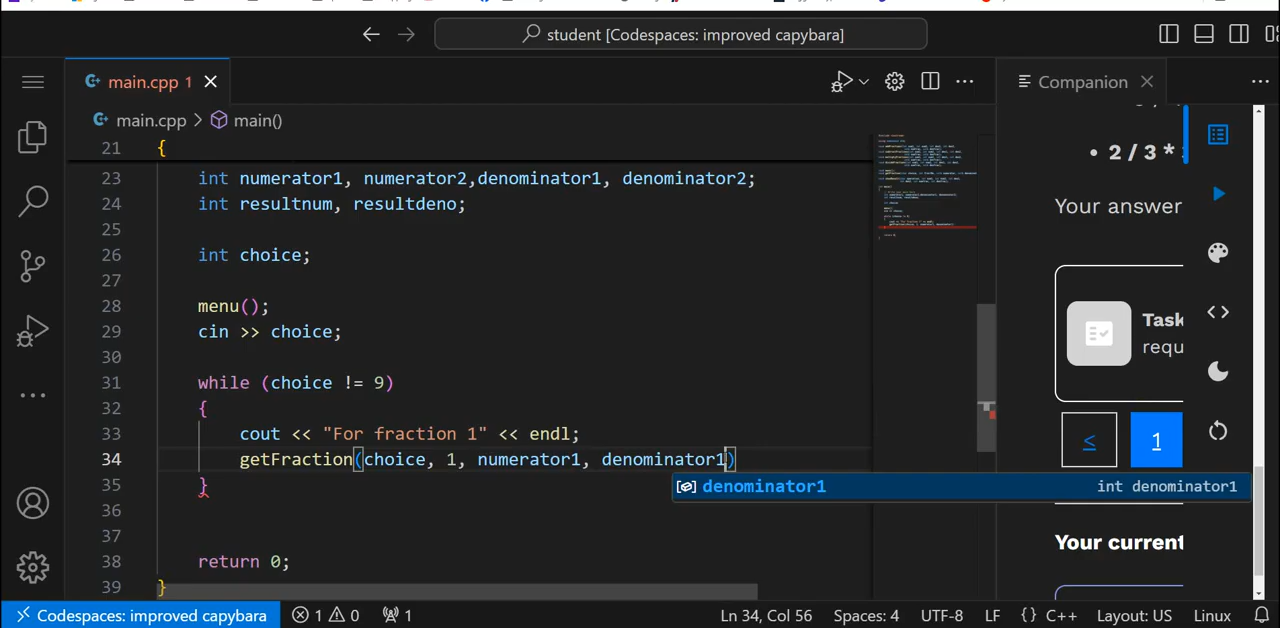 student [Codespaces: improved capybara]
main.cpp 1
Companion
main.cpp > main()
21 {
23 int numerator1, numerator2,denominator1, denominator2;
24 int resultnum, resultdeno;
25
26 int choice;
27
28 menu();
29 cin >> choice;
30
31 while (choice != 9)
32 {
33 cout << "For fraction 1" << endl;
34 getFraction(choice, 1, numerator1, denominator1)
denominator1 int denominator1
35 }
36
37
38 return 0;
39 }
• 2 / 3 *
Your answer
Task
requ
≤ 1
Your current
Codespaces: improved capybara 1 0 1 Ln 34, Col 56 Spaces: 4 UTF-8 LF {} C++ Layout: US Linux